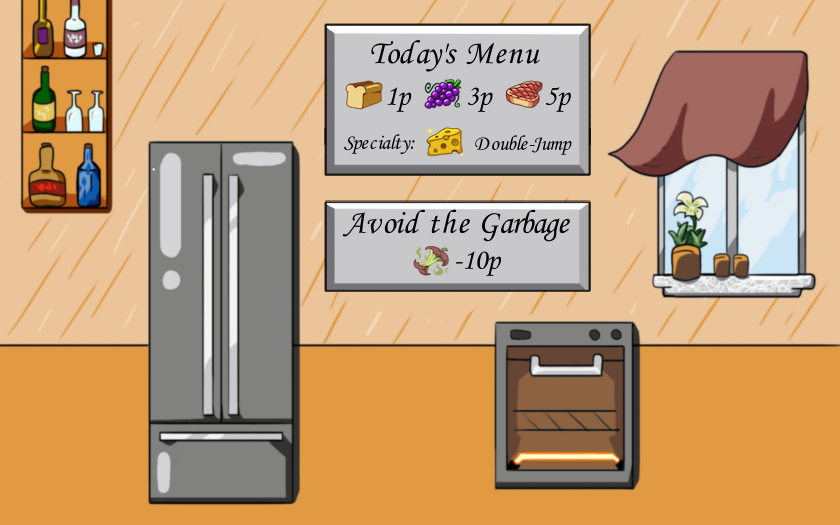 Today's Menu
1p 3p 5p
Specialty: Double-Jump
Avoid the Garbage
-10p